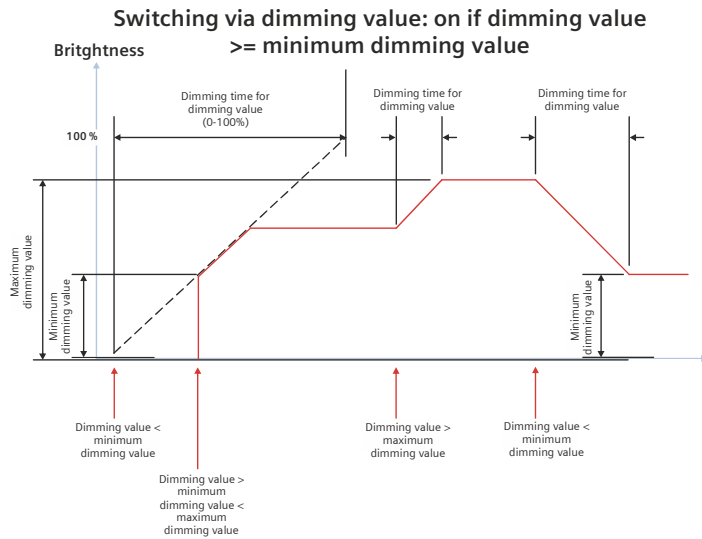 Switching via dimming value: on if dimming value
>= minimum dimming value
Britghtness
Dimming time for
dimming value
(0-100%)
Dimming time for
dimming value
Dimming time for
dimming value
100 %
Maximum
dimming value
Minimum
dimming value
Minimum
dimming value
Dimming value <
minimum
dimming value
Dimming value >
minimum
dimming value <
maximum
dimming value
Dimming value >
maximum
dimming value
Dimming value <
minimum
dimming value